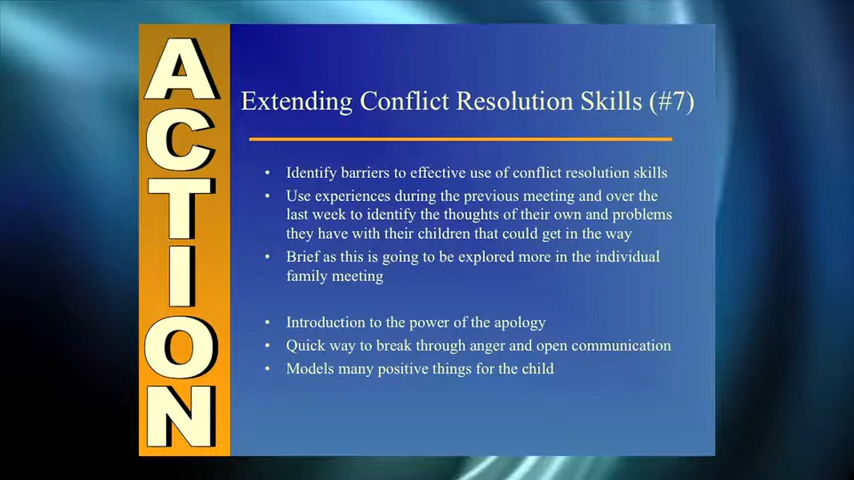 ACTION
Extending Conflict Resolution Skills (#7)
• Identify barriers to effective use of conflict resolution skills
• Use experiences during the previous meeting and over the
last week to identify the thoughts of their own and problems
they have with their children that could get in the way
• Brief as this is going to be explored more in the individual
family meeting
• Introduction to the power of the apology
• Quick way to break through anger and open communication
• Models many positive things for the child